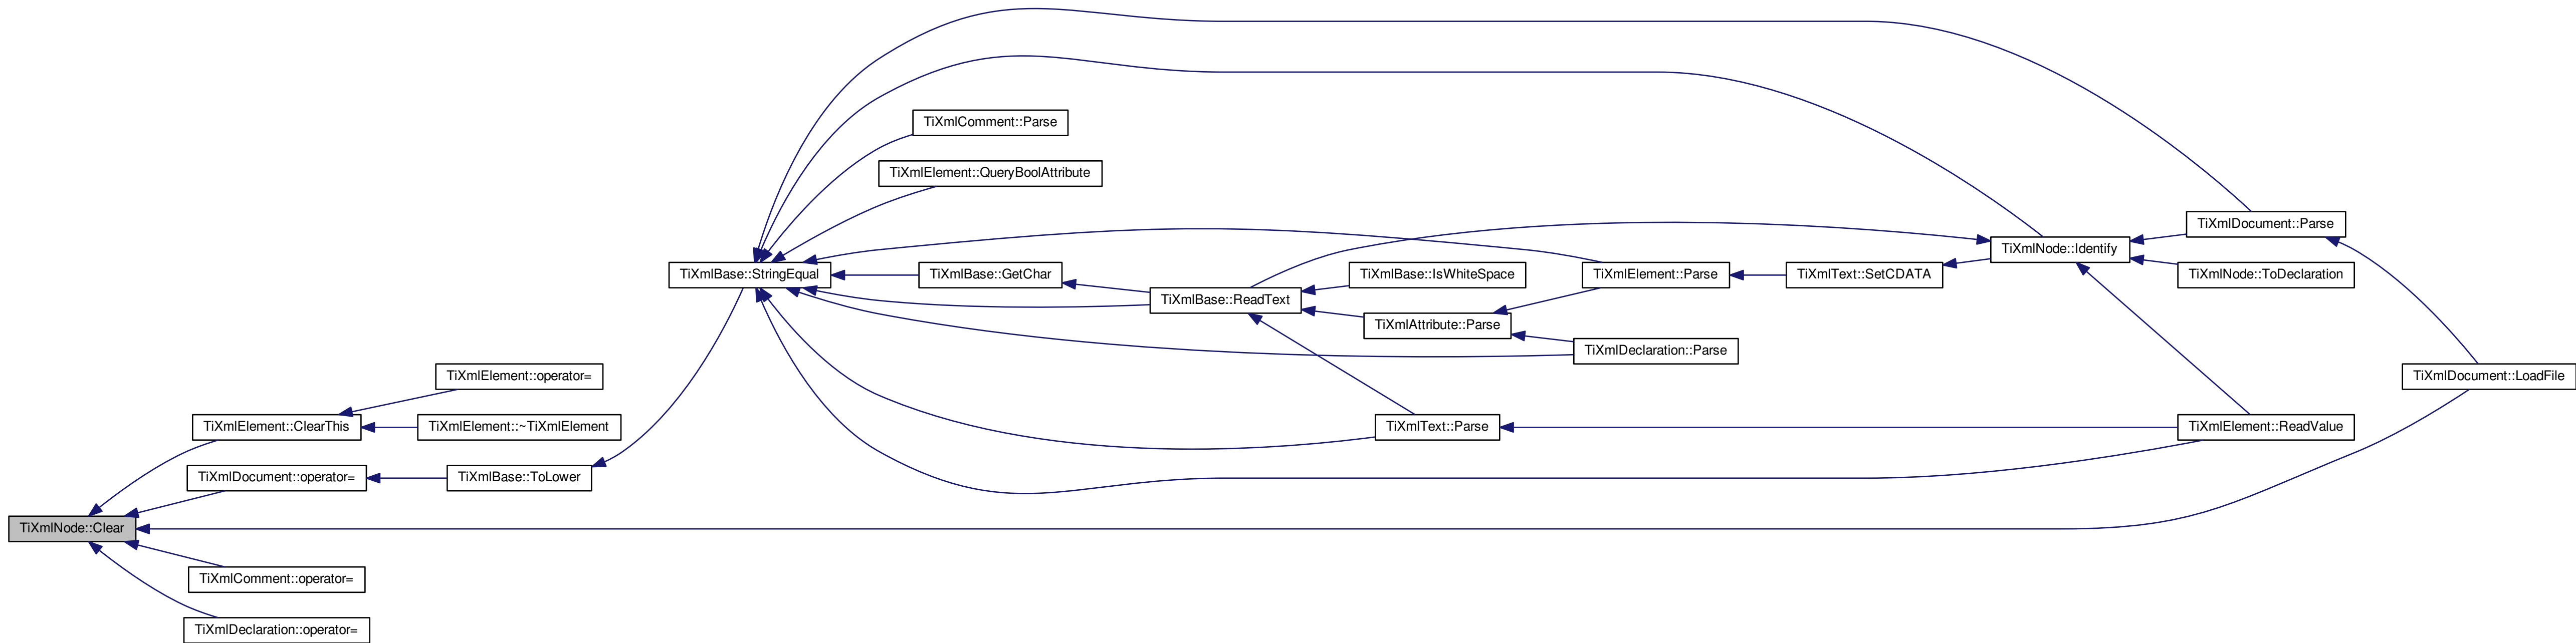 TiXmlComment::Parse
TiXmlElement::QueryBoolAttribute
TiXmlDocument::Parse
TiXmlNode::Identify
TiXmlBase::StringEqual
TiXmlBase::GetChar
TiXmlBase::IsWhiteSpace
TiXmlElement::Parse
TiXmlText::SetCDATA
TiXmlNode::ToDeclaration
TiXmlBase::ReadText
TiXmlAttribute::Parse
TiXmlDeclaration::Parse
TiXmlElement::operator=
TiXmlDocument::LoadFile
TiXmlElement::ClearThis
TiXmlElement::~TiXmlElement
TiXmlText::Parse
TiXmlElement::ReadValue
TiXmlDocument::operator=
TiXmlBase::ToLower
TiXmlNode::Clear
TiXmlComment::operator=
TiXmlDeclaration::operator=